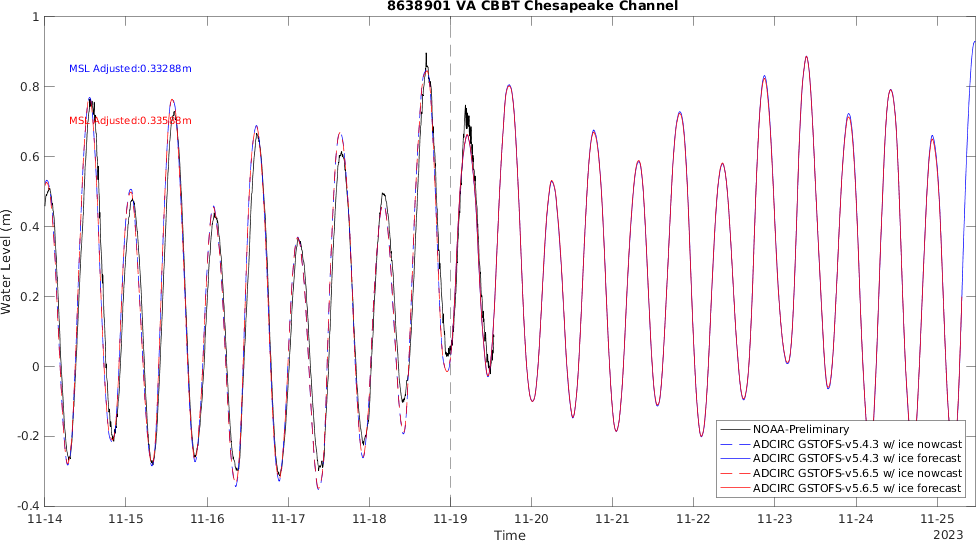 8638901 VA CBBT Chesapeake Channel
MSL Adjusted:0.33288m
MSL Adjusted:0.33588m
Water Level (m)
1
0.8
0.6
0.4
0.2
0
-0.2
-0.4
NOAA-Preliminary
ADCIRC GSTOFS-v5.4.3 w/ ice nowcast
ADCIRC GSTOFS-v5.4.3 w/ ice forecast
ADCIRC GSTOFS-v5.6.5 w/ ice nowcast
ADCIRC GSTOFS-v5.6.5 w/ ice forecast
11-14 11-15 11-16 11-17 11-18 11-19 11-20 11-21 11-22 11-23 11-24 11-25
Time
2023